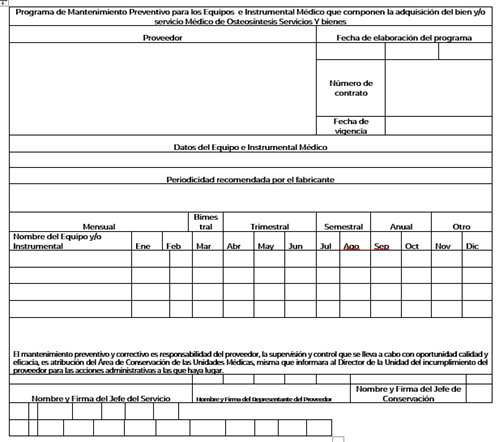 Programa de Mantenimiento Preventivo para los Equipos e Instrumental Médico que componen la adquisición del bien y/o
servicio Médico de Osteosíntesis Servicios Y bienes
Proveedor
Fecha de elaboración del programa
Número de
contrato
Fecha de
vigencia
Datos del Equipo e Instrumental Médico
Periodicidad recomendada por el fabricante
Mensual
Bimes
tral
Trimestral
Semestral
Anual
Otro
Nombre del Equipo y/o
Instrumental
Ene
Feb
Mar
Abr
May
Jun
Jul
Ago
Sep
Oct
Nov
Dic
El mantenimiento preventivo y correctivo es responsabilidad del proveedor, la supervisión y control que se lleva a cabo con oportunidad calidad y
eficacia, es atribución del Área de Conservación de las Unidades Médicas, misma que informara al Director de la Unidad del incumplimiento del
proveedor para las acciones administrativas a las que haya lugar.
Nombre y Firma del Jefe del Servicio
Nombre y Firma del Representante del Proveedor
Nombre y Firma del Jefe de
Conservación